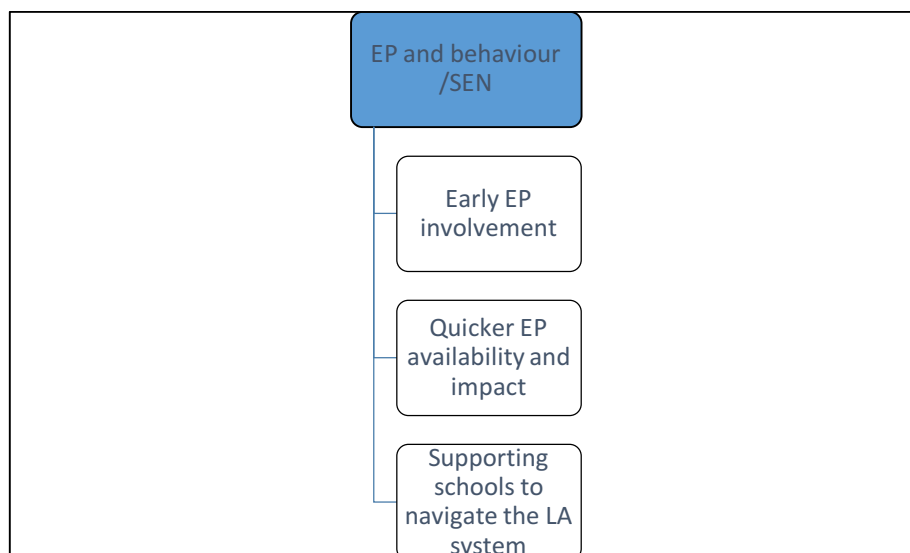 EP and behaviour
/SEN
Early EP
involvement
Quicker EP
availability and
impact
Supporting
schools to
navigate the LA
system